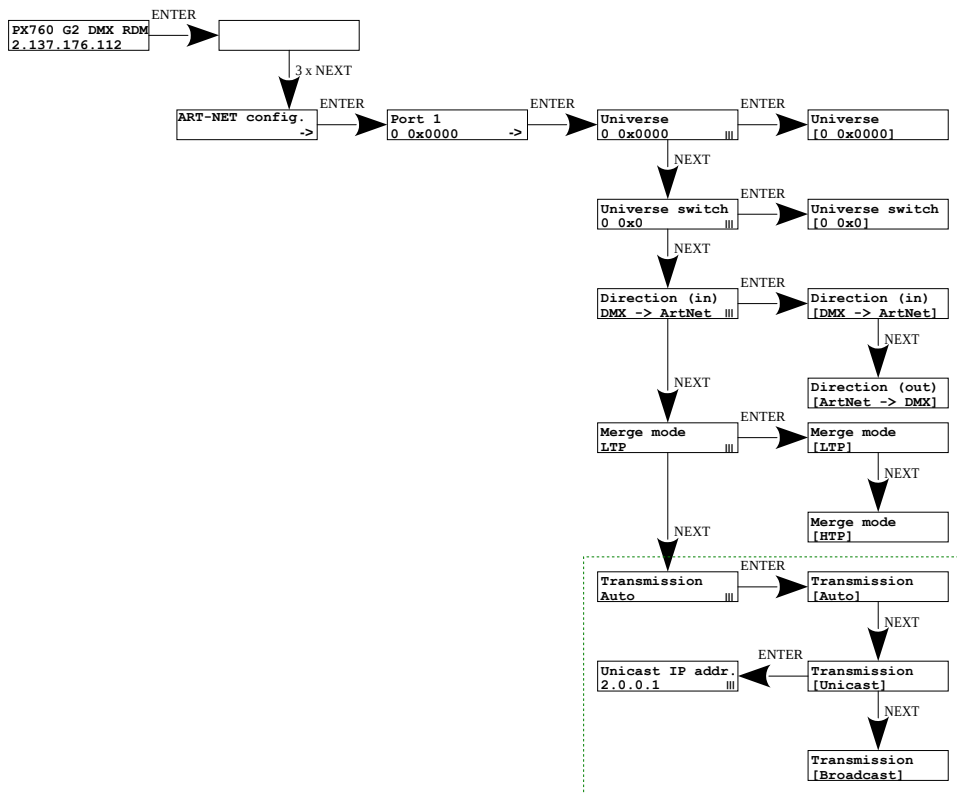 ENTER
PX760 G2 DMX RDM
2.137.176.112
3 x NEXT
ART-NET config.
->
ENTER
Port 1
0 0x0000 ->
ENTER
Universe
0 0x0000
ENTER
Universe
[0 0x0000]
NEXT
Universe switch
0 0x0
ENTER
Universe switch
[0 0x0]
NEXT
Direction (in)
DMX -> ArtNet
ENTER
Direction (in)
[DMX -> ArtNet]
NEXT
Direction (out)
[ArtNet -> DMX]
NEXT
Merge mode
LTP
ENTER
Merge mode
[LTP]
NEXT
Merge mode
[HTP]
NEXT
Transmission
Auto
ENTER
Transmission
[Auto]
NEXT
Unicast IP addr.
2.0.0.1
ENTER
Transmission
[Unicast]
NEXT
Transmission
[Broadcast]